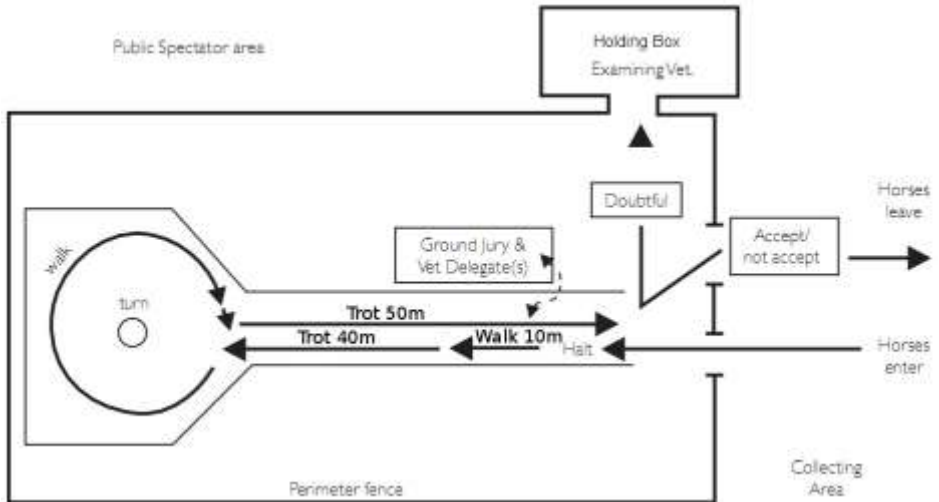 Public Spectator area
Holding Box
Examining Vet.
Doubtful
Horses
leave
Accept/
not accept
Ground Jury &
Vet Delegate(s)
walk
turn
Trot 50m
Trot 40m
Walk 10m
Halt
Horses
enter
Collecting
Area
Perimeter fence